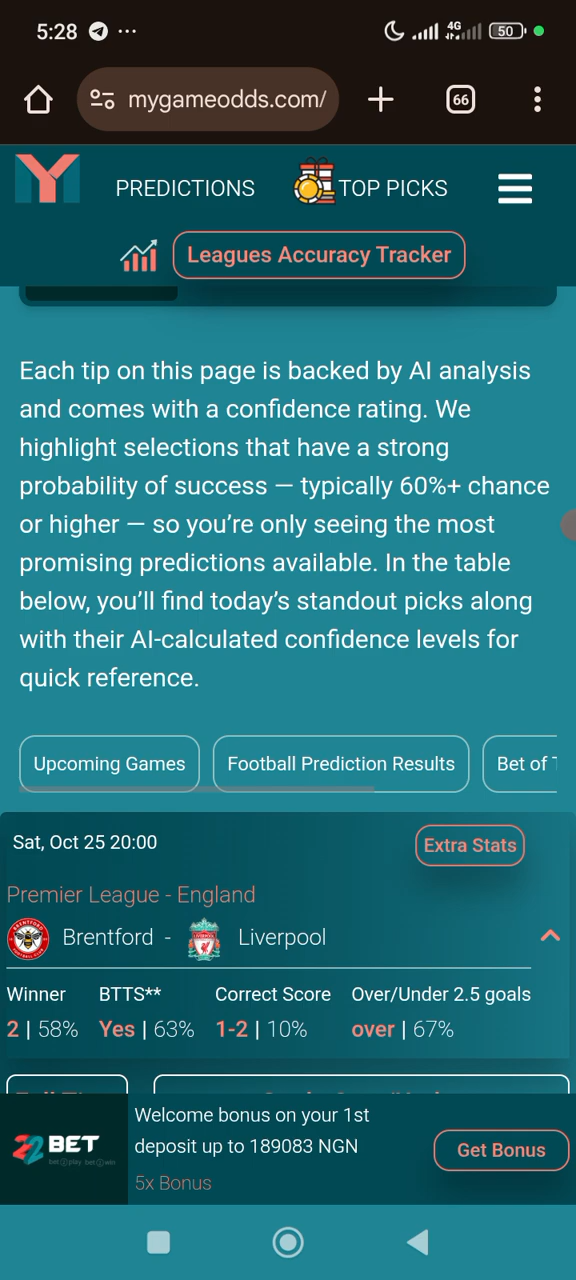 5:28
4G
50
mygameodds.com/
66
PREDICTIONS
TOP PICKS
Leagues Accuracy Tracker
Each tip on this page is backed by AI analysis
and comes with a confidence rating. We
highlight selections that have a strong
probability of success — typically 60%+ chance
or higher — so you’re only seeing the most
promising predictions available. In the table
below, you’ll find today’s standout picks along
with their AI-calculated confidence levels for
quick reference.
Upcoming Games
Football Prediction Results
Bet of
Sat, Oct 25 20:00
Extra Stats
Premier League - England
Brentford - Liverpool
Winner BTTS** Correct Score Over/Under 2.5 goals
2 | 58% Yes | 63% 1-2 | 10% over | 67%
22BET
Welcome bonus on your 1st
deposit up to 189083 NGN
5x Bonus
Get Bonus